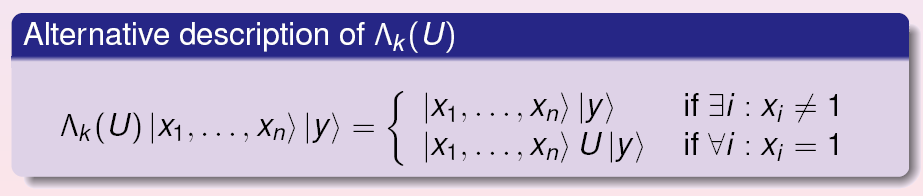 Alternative description of Λ_k(U)
Λ_k(U) |x_1, . . . , x_n⟩ |y⟩ = { |x_1, . . . , x_n⟩ |y⟩ if ∃i : x_i ≠ 1
|x_1, . . . , x_n⟩ U |y⟩ if ∀i : x_i = 1